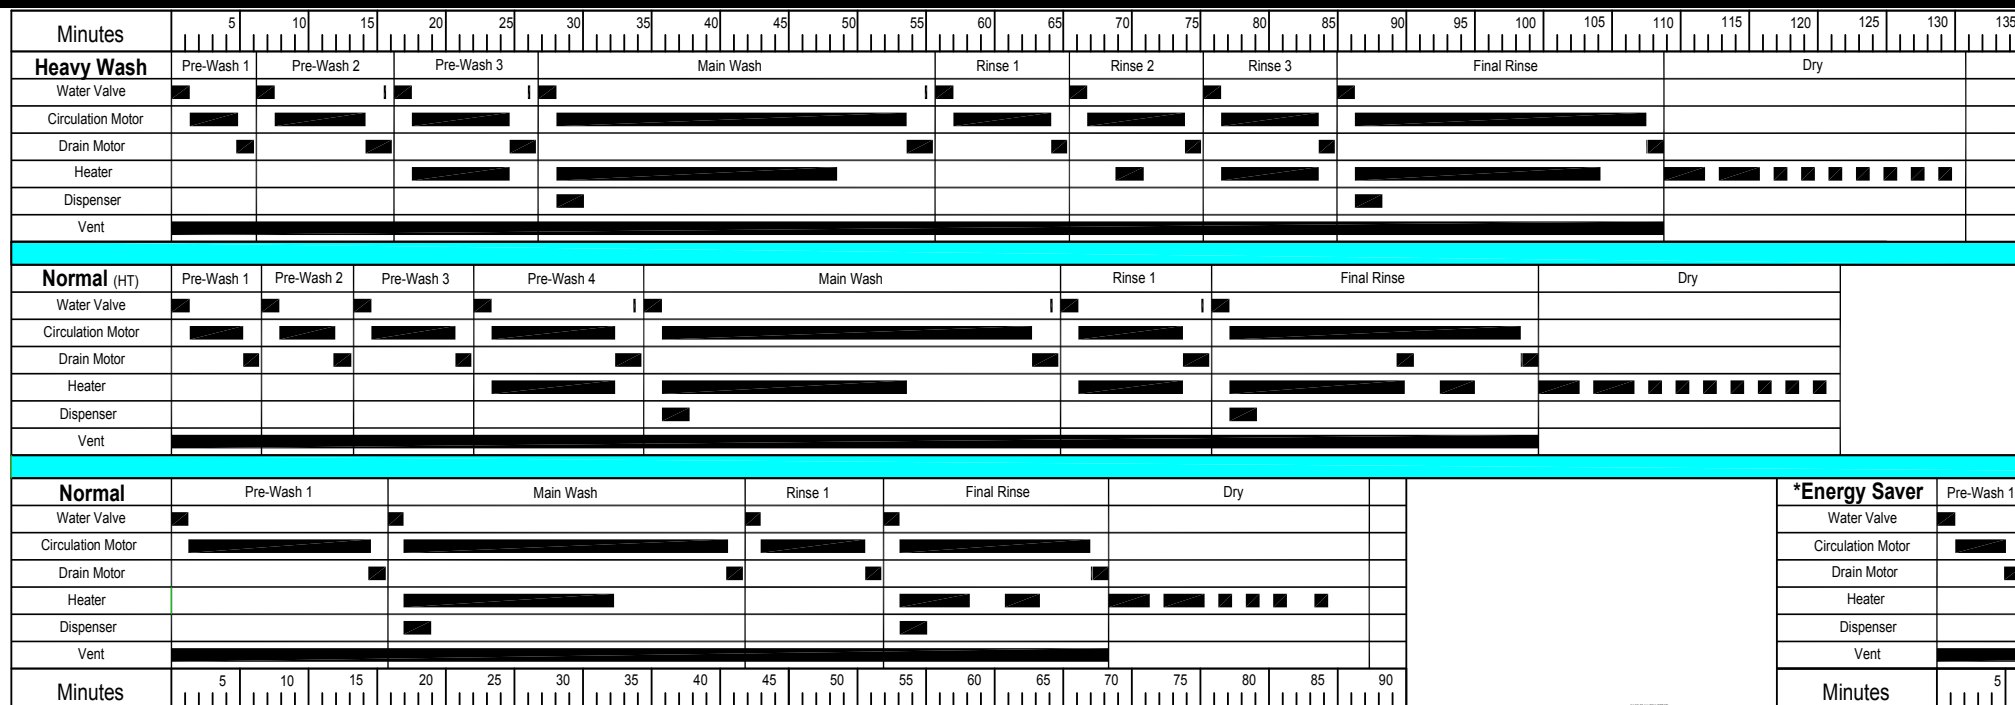 Minutes 5 10 15 20 25 30 35 40 45 50 55 60 65 70 75 80 85 90 95 100 105 110 115 120 125 130 135
Heavy Wash Pre-Wash 1 Pre-Wash 2 Pre-Wash 3 Main Wash Rinse 1 Rinse 2 Rinse 3 Final Rinse Dry
Water Valve
Circulation Motor
Drain Motor
Heater
Dispenser
Vent
Normal (HT) Pre-Wash 1 Pre-Wash 2 Pre-Wash 3 Pre-Wash 4 Main Wash Rinse 1 Final Rinse Dry
Water Valve
Circulation Motor
Drain Motor
Heater
Dispenser
Vent
Normal Pre-Wash 1 Main Wash Rinse 1 Final Rinse Dry *Energy Saver Pre-Wash 1
Water Valve Water Valve
Circulation Motor Circulation Motor
Drain Motor Drain Motor
Heater Heater
Dispenser Dispenser
Vent Vent
Minutes 5 10 15 20 25 30 35 40 45 50 55 60 65 70 75 80 85 90 Minutes 5